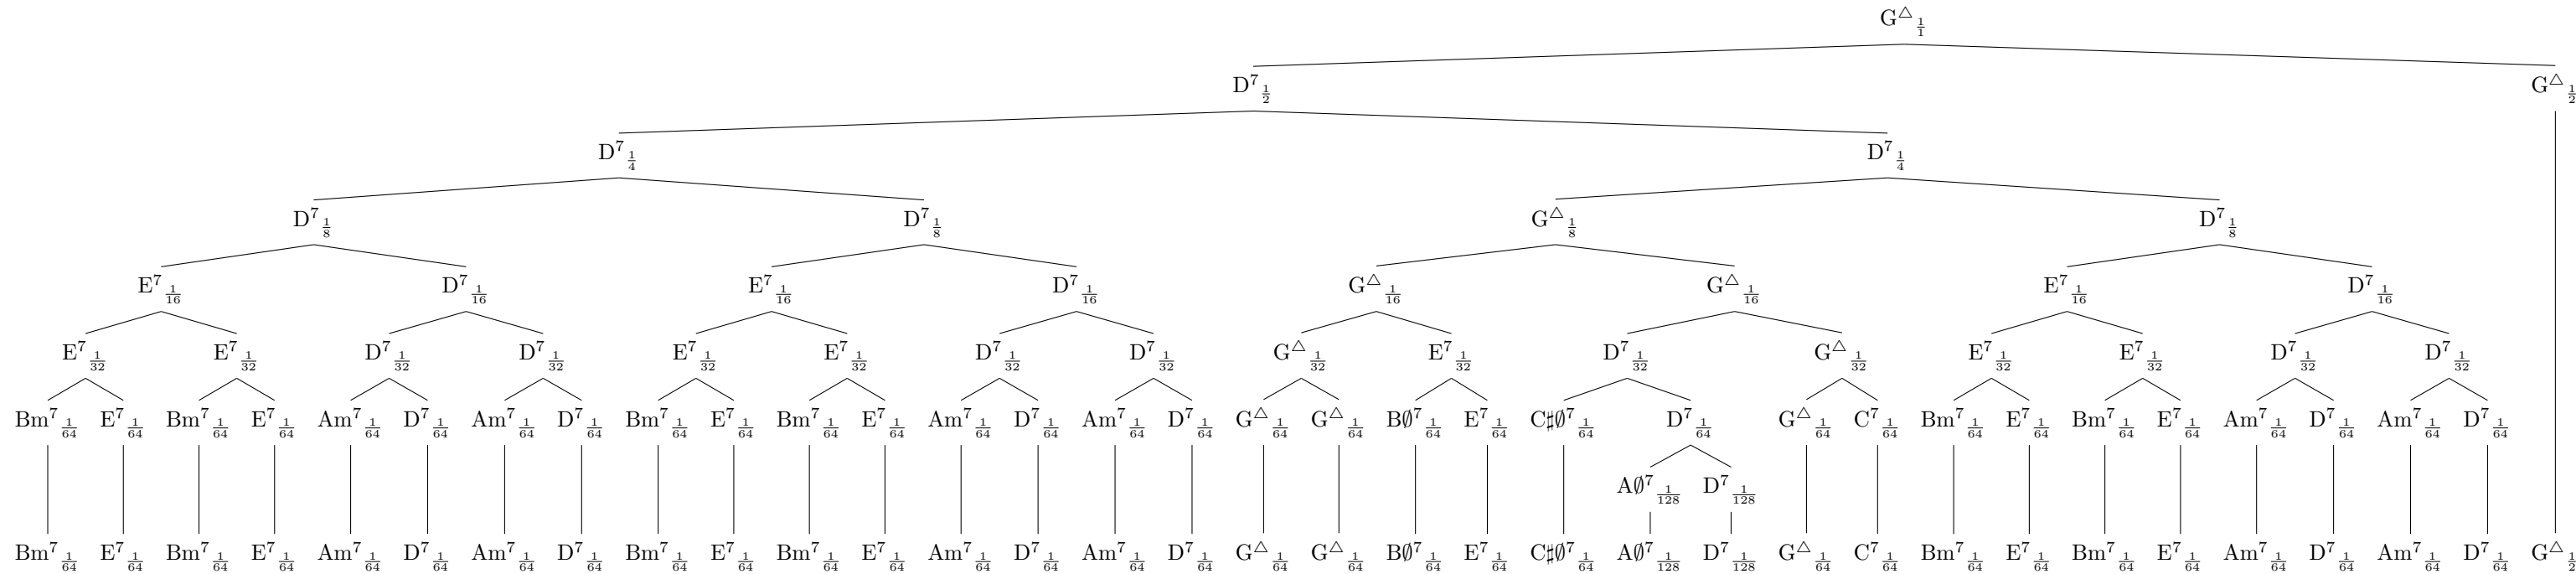 G△ 1/1
D7 1/2 G△ 1/2
D7 1/4 D7 1/4
D7 1/8 D7 1/8 G△ 1/8 D7 1/8
E7 1/16 D7 1/16 E7 1/16 D7 1/16 G△ 1/16 G△ 1/16 E7 1/16 D7 1/16
E7 1/32 E7 1/32 D7 1/32 D7 1/32 E7 1/32 E7 1/32 D7 1/32 D7 1/32 G△ 1/32 E7 1/32 D7 1/32 G△ 1/32 E7 1/32 E7 1/32 D7 1/32 D7 1/32
Bm7 1/64 E7 1/64 Bm7 1/64 E7 1/64 Am7 1/64 D7 1/64 Am7 1/64 D7 1/64 Bm7 1/64 E7 1/64 Bm7 1/64 E7 1/64 Am7 1/64 D7 1/64 Am7 1/64 D7 1/64 G△ 1/64 G△ 1/64 B∅7 1/64 E7 1/64 C♯∅7 1/64 D7 1/64 G△ 1/64 C7 1/64 Bm7 1/64 E7 1/64 Bm7 1/64 E7 1/64 Am7 1/64 D7 1/64 Am7 1/64 D7 1/64
A∅7 1/128 D7 1/128
Bm7 1/64 E7 1/64 Bm7 1/64 E7 1/64 Am7 1/64 D7 1/64 Am7 1/64 D7 1/64 Bm7 1/64 E7 1/64 Bm7 1/64 E7 1/64 Am7 1/64 D7 1/64 Am7 1/64 D7 1/64 G△ 1/64 G△ 1/64 B∅7 1/64 E7 1/64 C♯∅7 1/64 A∅7 1/128 D7 1/128 G△ 1/64 C7 1/64 Bm7 1/64 E7 1/64 Bm7 1/64 E7 1/64 Am7 1/64 D7 1/64 Am7 1/64 D7 1/64 G△ 1/2